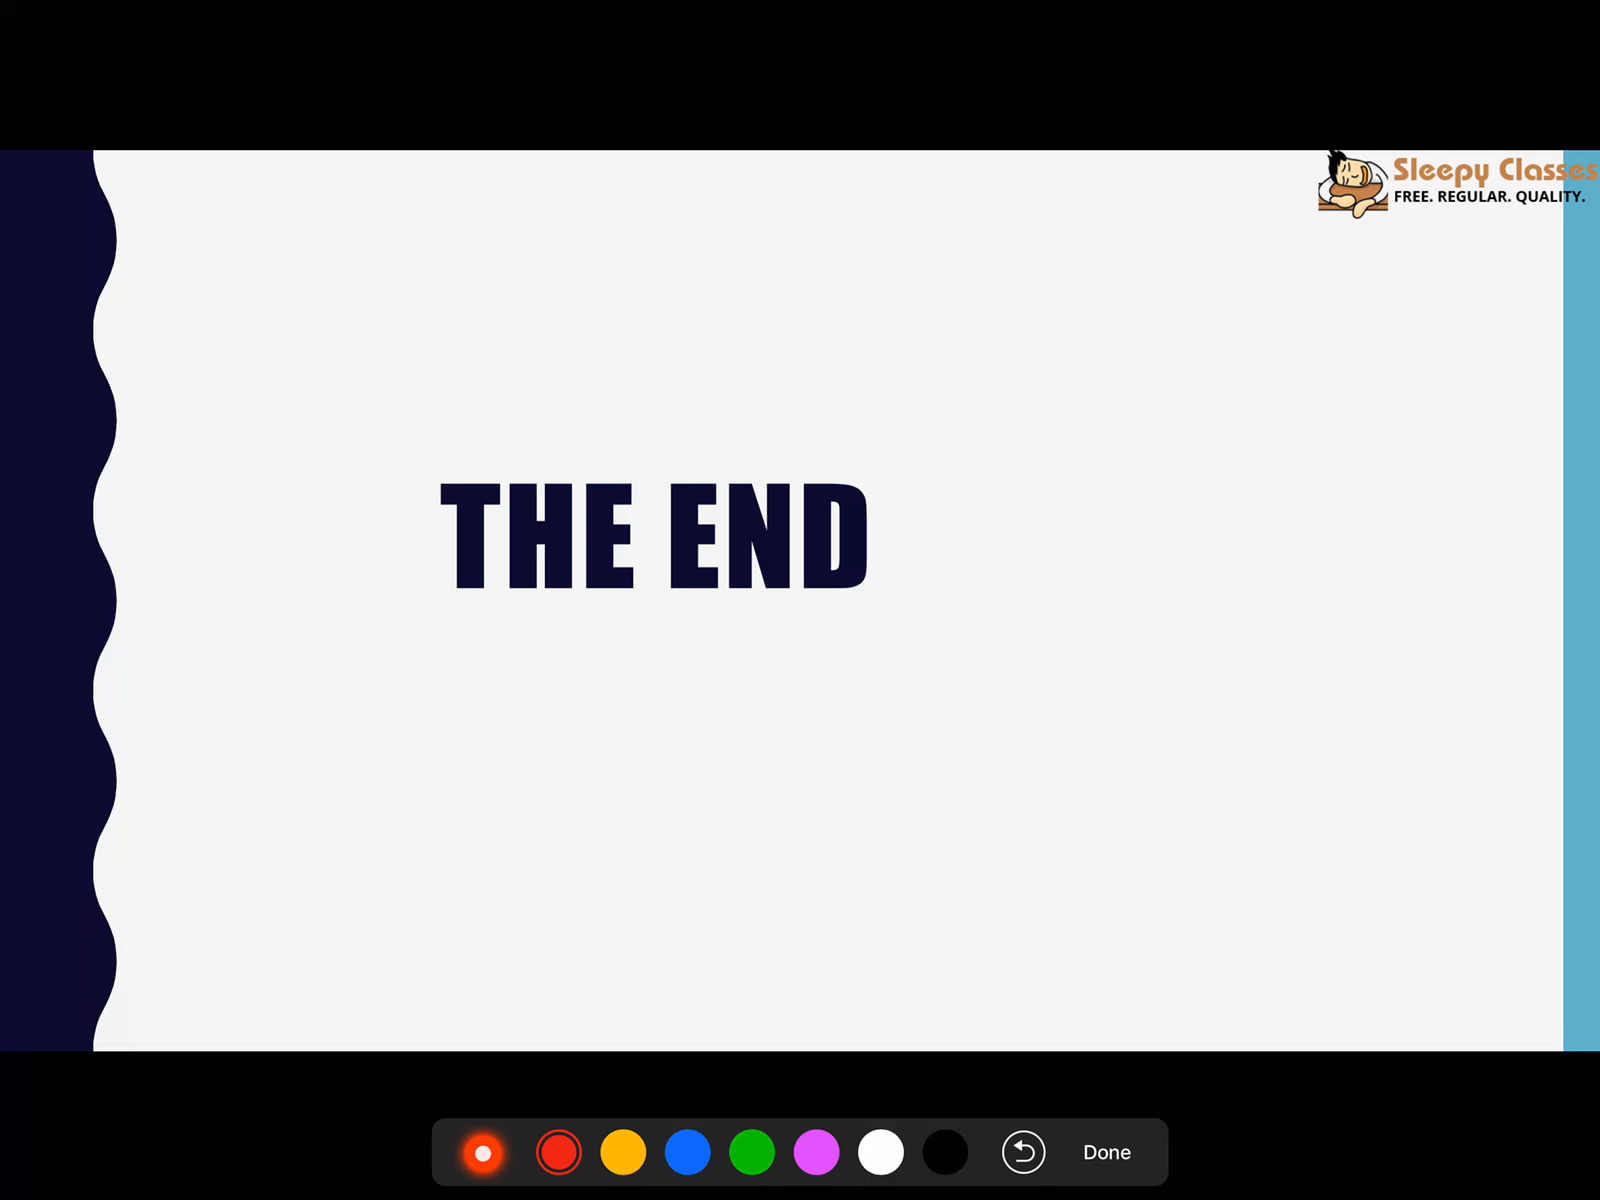 Sleepy Classes
FREE. REGULAR. QUALITY.
THE END
Done